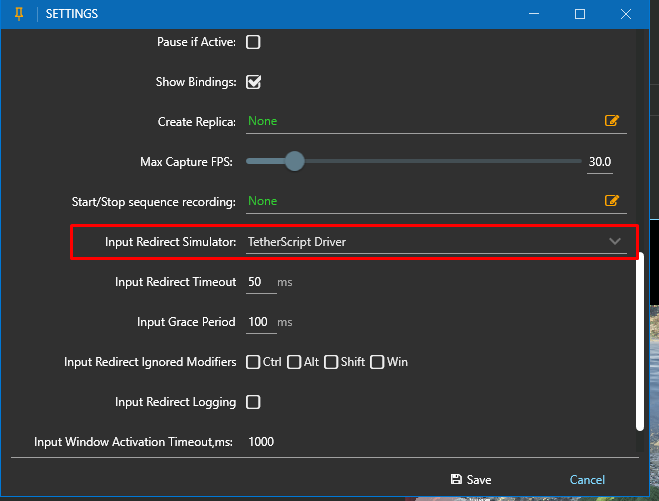 SETTINGS
Pause if Active:
Show Bindings:
Create Replica: None
Max Capture FPS: 30.0
Start/Stop sequence recording: None
Input Redirect Simulator: TetherScript Driver
Input Redirect Timeout 50 ms
Input Grace Period 100 ms
Input Redirect Ignored Modifiers Ctrl Alt Shift Win
Input Redirect Logging
Input Window Activation Timeout,ms: 1000
Save Cancel